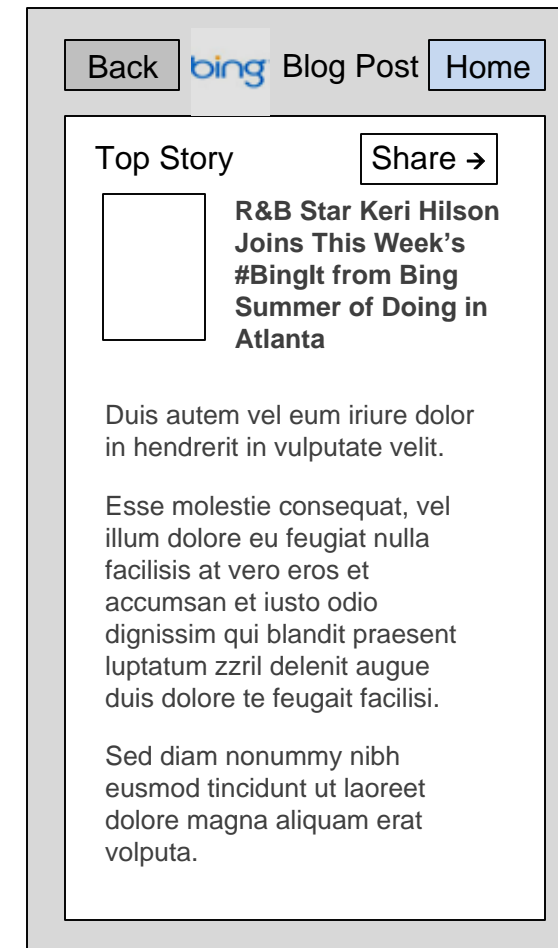 Back bing Blog Post Home
Top Story Share →
R&B Star Keri Hilson
Joins This Week’s
#BingIt from Bing
Summer of Doing in
Atlanta
Duis autem vel eum iriure dolor
in hendrerit in vulputate velit.
Esse molestie consequat, vel
illum dolore eu feugiat nulla
facilisis at vero eros et
accumsan et iusto odio
dignissim qui blandit praesent
luptatum zzril delenit augue
duis dolore te feugait facilisi.
Sed diam nonummy nibh
eusmod tincidunt ut laoreet
dolore magna aliquam erat
volputa.